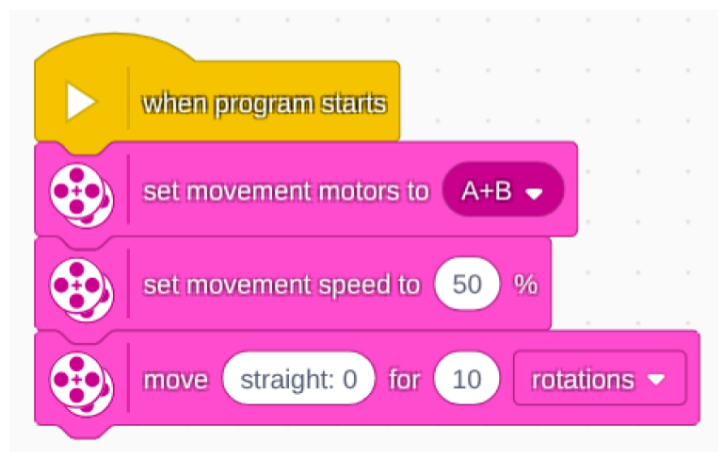 when program starts
set movement motors to A+B
set movement speed to 50 %
move straight: 0 for 10 rotations